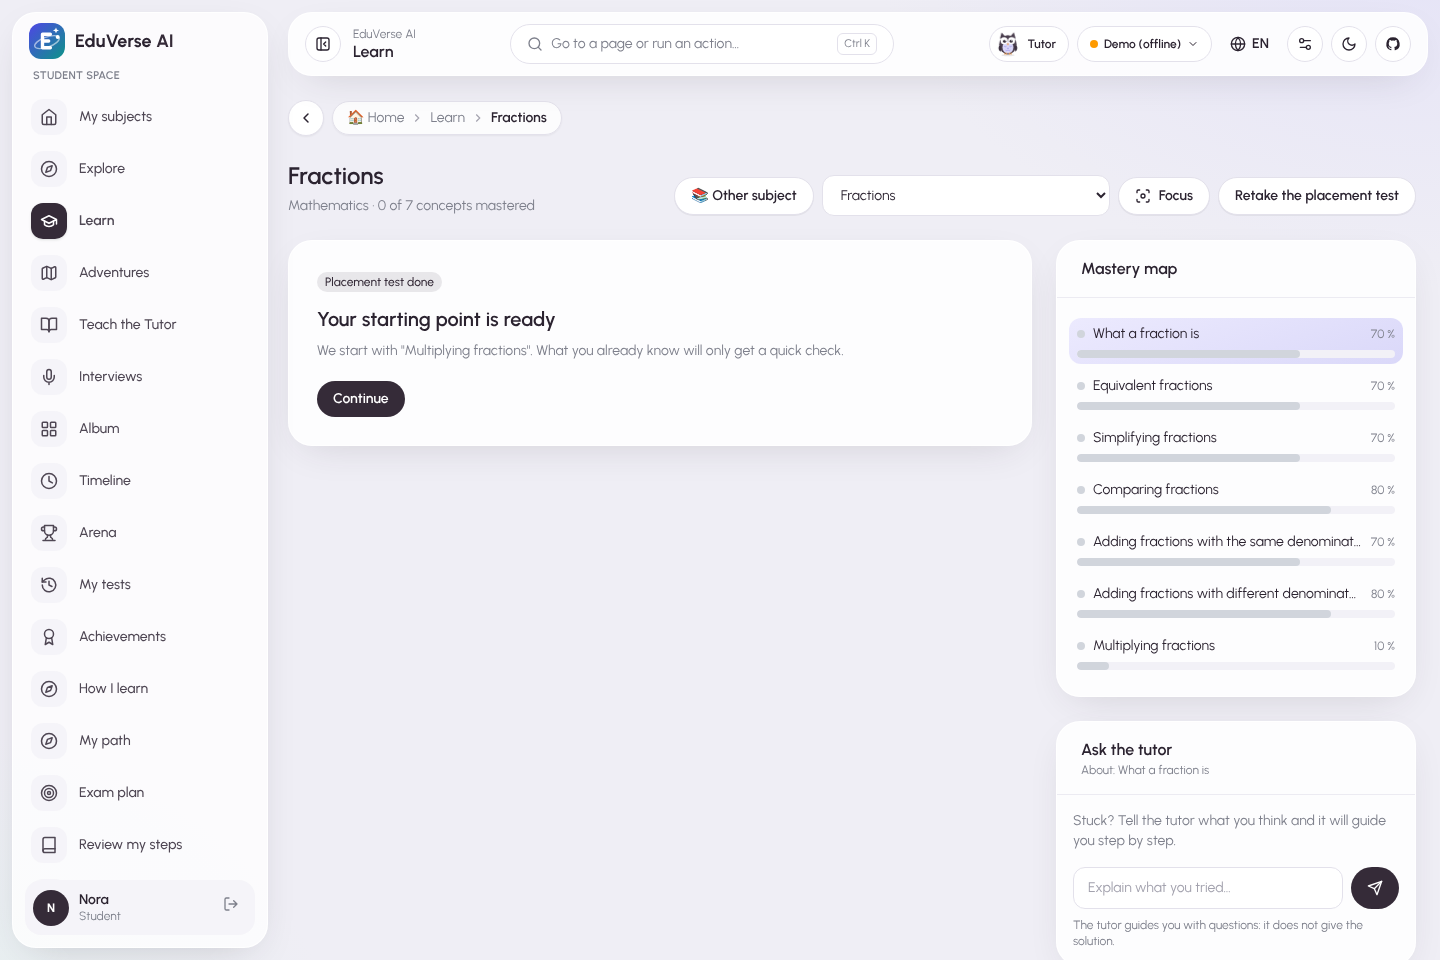 EduVerse AI
STUDENT SPACE
My subjects
Explore
Learn
Adventures
Teach the Tutor
Interviews
Album
Timeline
Arena
My tests
Achievements
How I learn
My path
Exam plan
Review my steps
N
Nora
Student
EduVerse AI
Learn
Go to a page or run an action...
Ctrl K
Tutor
Demo (offline)
EN
Home
Learn
Fractions
Fractions
Mathematics · 0 of 7 concepts mastered
Other subject
Fractions
Focus
Retake the placement test
Placement test done
Your starting point is ready
We start with "Multiplying fractions". What you already know will only get a quick check.
Continue
Mastery map
What a fraction is 70 %
Equivalent fractions 70 %
Simplifying fractions 70 %
Comparing fractions 80 %
Adding fractions with the same denominat... 70 %
Adding fractions with different denominat... 80 %
Multiplying fractions 10 %
Ask the tutor
About: What a fraction is
Stuck? Tell the tutor what you think and it will guide
you step by step.
Explain what you tried...
The tutor guides you with questions: it does not give the
solution.